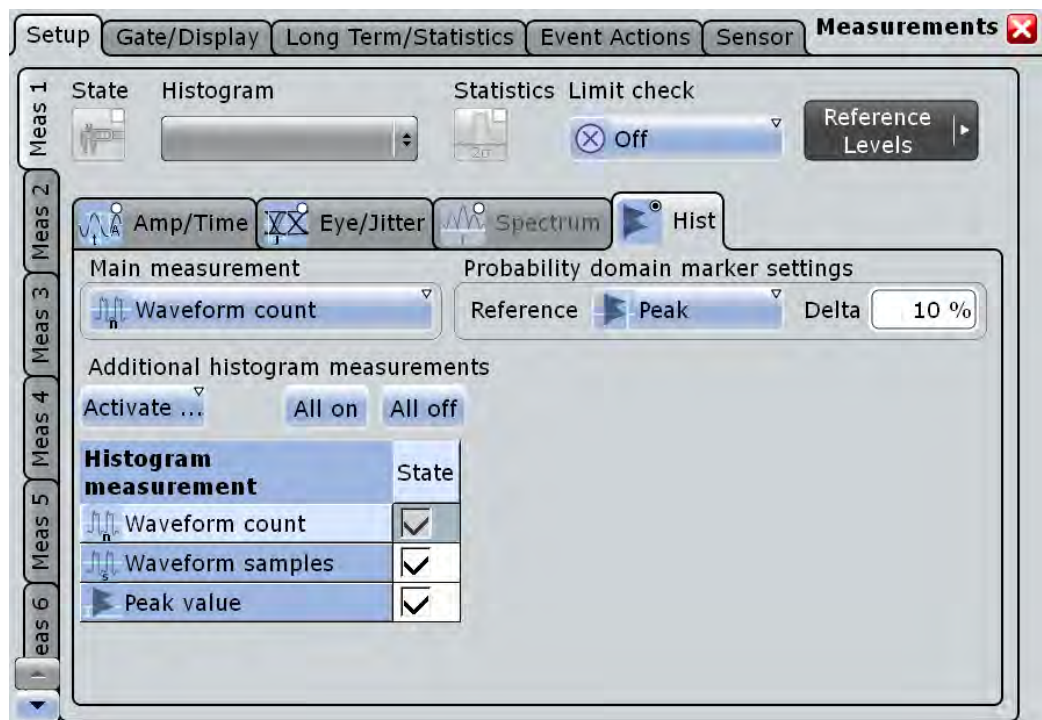 Setup Gate/Display Long Term/Statistics Event Actions Sensor Measurements
Meas 1
Meas 2
Meas 3
Meas 4
Meas 5
eas 6
State Histogram Statistics Limit check
2σ
Off
Reference
Levels
Amp/Time Eye/Jitter Spectrum Hist
Main measurement Probability domain marker settings
n Waveform count Reference Peak Delta 10 %
Additional histogram measurements
Activate ... All on All off
Histogram
measurement State
n Waveform count
s Waveform samples
Peak value